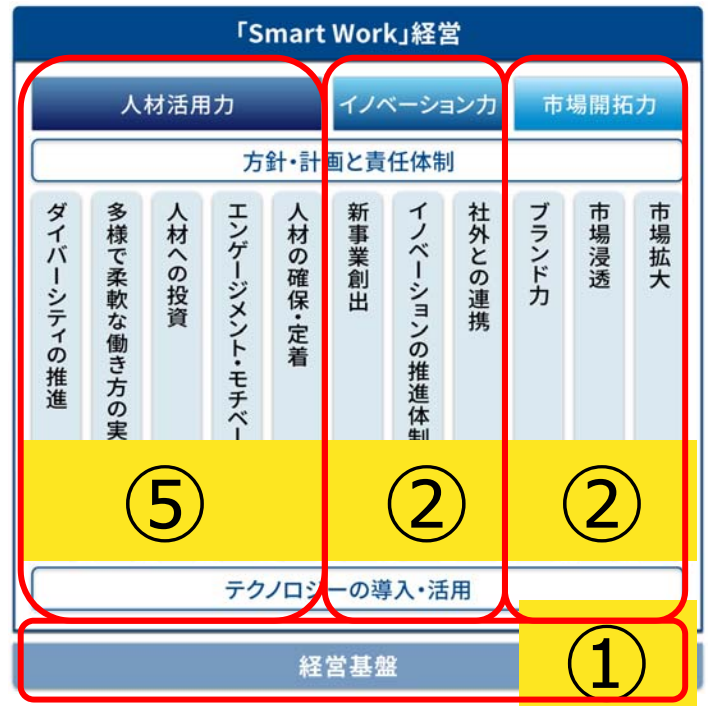 「Smart Work」経営
人材活用力
イノベーション力
市場開拓力
方針・計画と責任体制
ダイバーシティの推進
多様で柔軟な働き方の実
人材への投資
エンゲージメント・モチベー
人材の確保・定着
新事業創出
イノベーションの推進体制
社外との連携
ブランド力
市場浸透
市場拡大
⑤
②
②
テクノロジーの導入・活用
経営基盤
①